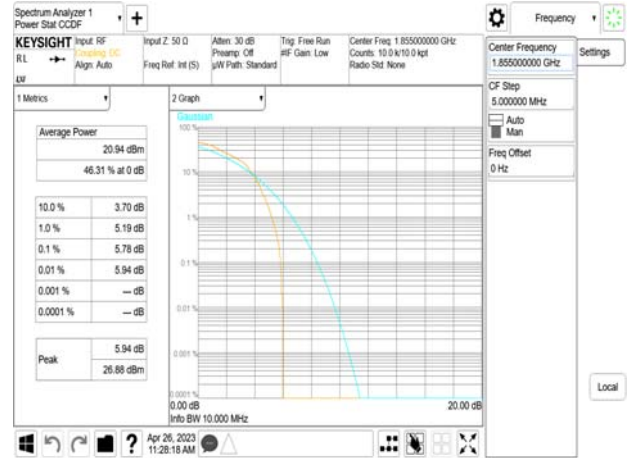 Spectrum Analyzer 1
Power Stat CCDF
+
Frequency
KEYSIGHT
RL
Input: RF
Coupling: DC
Align: Auto
Input Z: 50 Ω
Freq Ref: Int (S)
Atten: 30 dB
Preamp: Off
µW Path: Standard
Trig: Free Run
#IF Gain: Low
Center Freq: 1.855000000 GHz
Counts: 10.0 k/10.0 kpt
Radio Std: None
Center Frequency
1.855000000 GHz
Settings
CF Step
5.000000 MHz
Auto
Man
Freq Offset
0 Hz
1 Metrics
Average Power
20.94 dBm
46.31 % at 0 dB
10.0 % 3.70 dB
1.0 % 5.19 dB
0.1 % 5.78 dB
0.01 % 5.94 dB
0.001 % --- dB
0.0001 % --- dB
Peak
5.94 dB
26.88 dBm
2 Graph
Gaussian
100 %
10 %
1 %
0.1 %
0.01 %
0.001 %
0.0001 %
0.00 dB
20.00 dB
Info BW 10.000 MHz
Local
?
Apr 26, 2023
11:28:18 AM